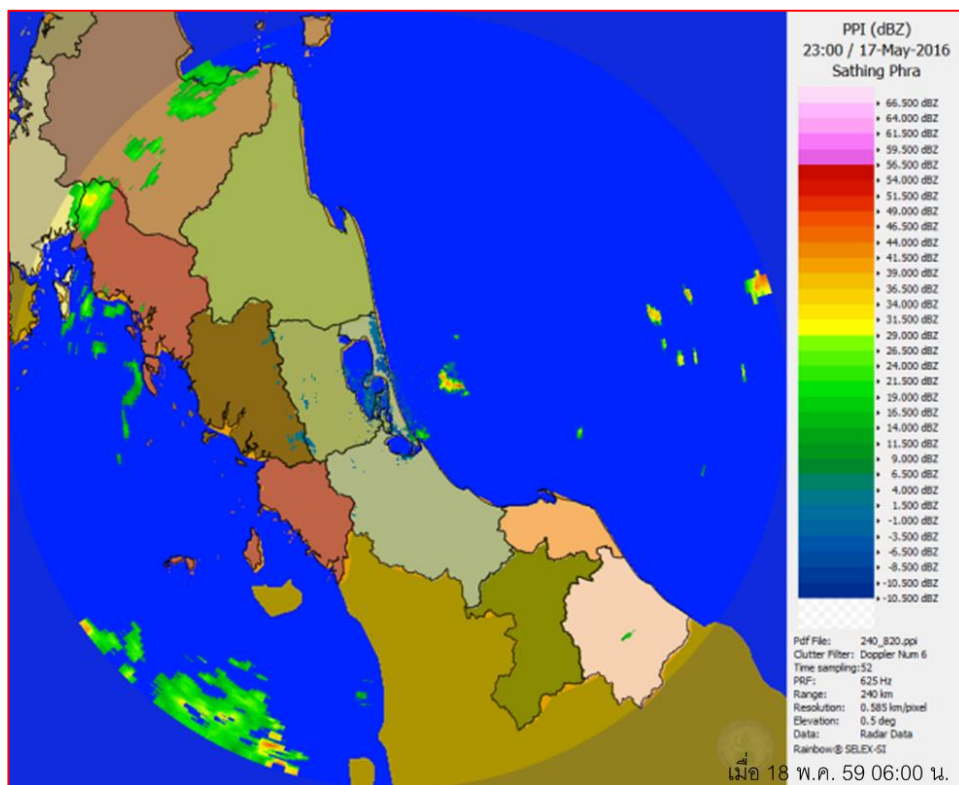 PPI (dBZ)
23:00 / 17-May-2016
Sathing Phra
66.500 dBZ
64.000 dBZ
61.500 dBZ
59.500 dBZ
56.500 dBZ
54.000 dBZ
51.500 dBZ
49.000 dBZ
46.500 dBZ
44.000 dBZ
41.500 dBZ
39.000 dBZ
36.500 dBZ
34.000 dBZ
31.500 dBZ
29.000 dBZ
26.500 dBZ
24.000 dBZ
21.500 dBZ
19.000 dBZ
16.500 dBZ
14.000 dBZ
11.500 dBZ
9.000 dBZ
6.500 dBZ
4.000 dBZ
1.500 dBZ
-1.000 dBZ
-3.500 dBZ
-6.500 dBZ
-8.500 dBZ
-10.500 dBZ
-10.500 dBZ
Pdf File: 240_820.ppi
Clutter Filter: Doppler Num 6
Time sampling: 52
PRF: 625 Hz
Range: 240 km
Resolution: 0.585 km/pixel
Elevation: 0.5 deg
Data: Radar Data
Rainbow® SELEX-SI
เมื่อ 18 พ.ค. 59 06:00 น.